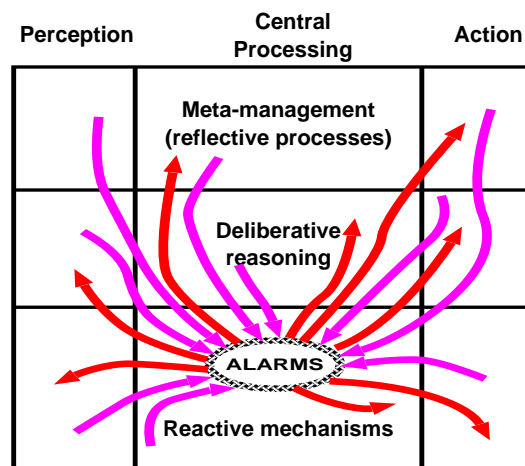 Perception
Central
Processing
Action
Meta-management
(reflective processes)
Deliberative
reasoning
ALARMS
Reactive mechanisms